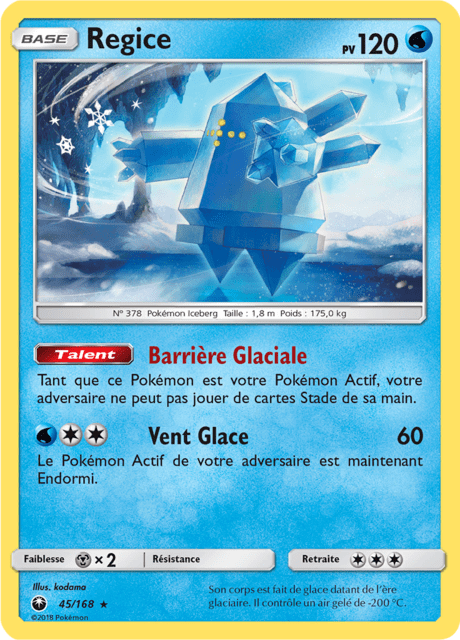 BASE Regice PV 120
N° 378 Pokémon Iceberg Taille : 1,8 m Poids : 175,0 kg
Talent Barrière Glaciale
Tant que ce Pokémon est votre Pokémon Actif, votre
adversaire ne peut pas jouer de cartes Stade de sa main.
Vent Glace 60
Le Pokémon Actif de votre adversaire est maintenant
Endormi.
Faiblesse × 2 Résistance Retraite
Illus. kodama
45/168 ★
©2018 Pokémon
Son corps est fait de glace datant de l'ère
glaciaire. Il contrôle un air gelé de -200 °C.